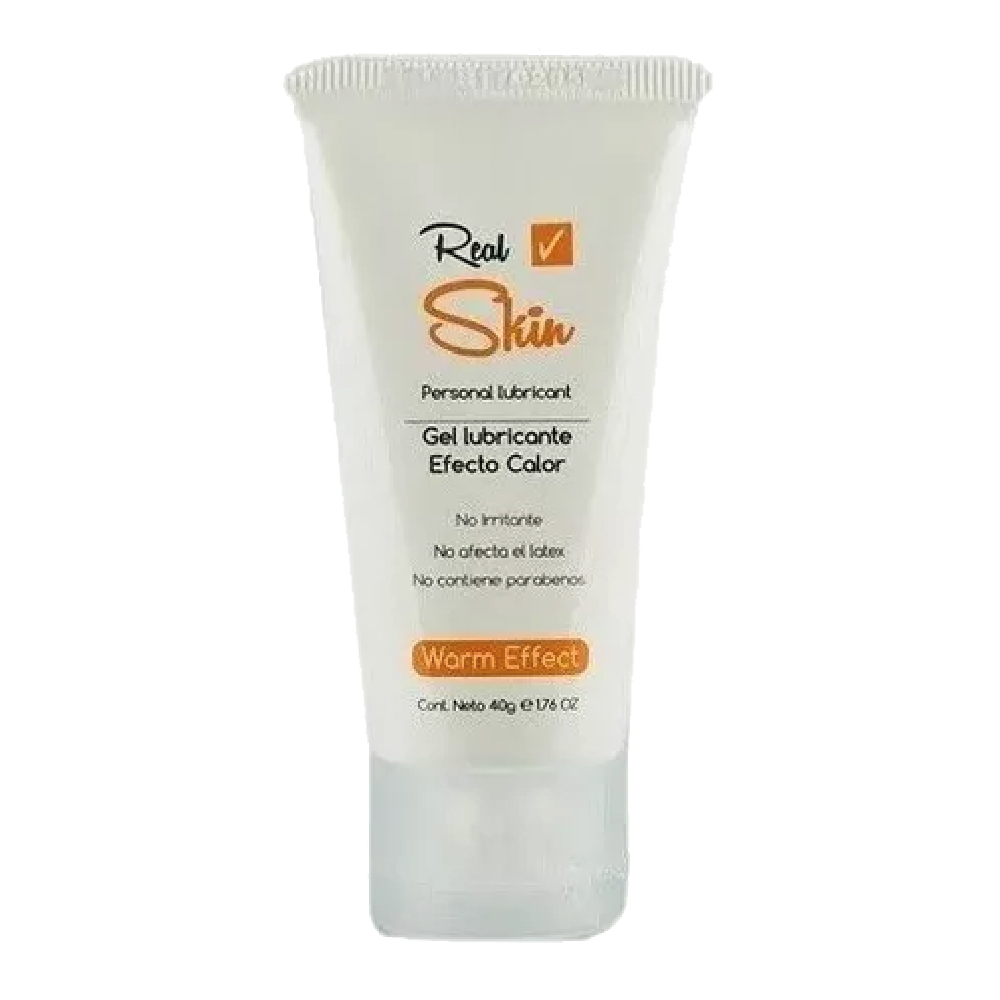 Real ✓
Skin
Personal lubricant
Gel lubricante
Efecto Calor
No Irritante
No afecta el latex
No contiene parabenos
Warm Effect
Cont. Neto 40g ℮ 1.76 OZ